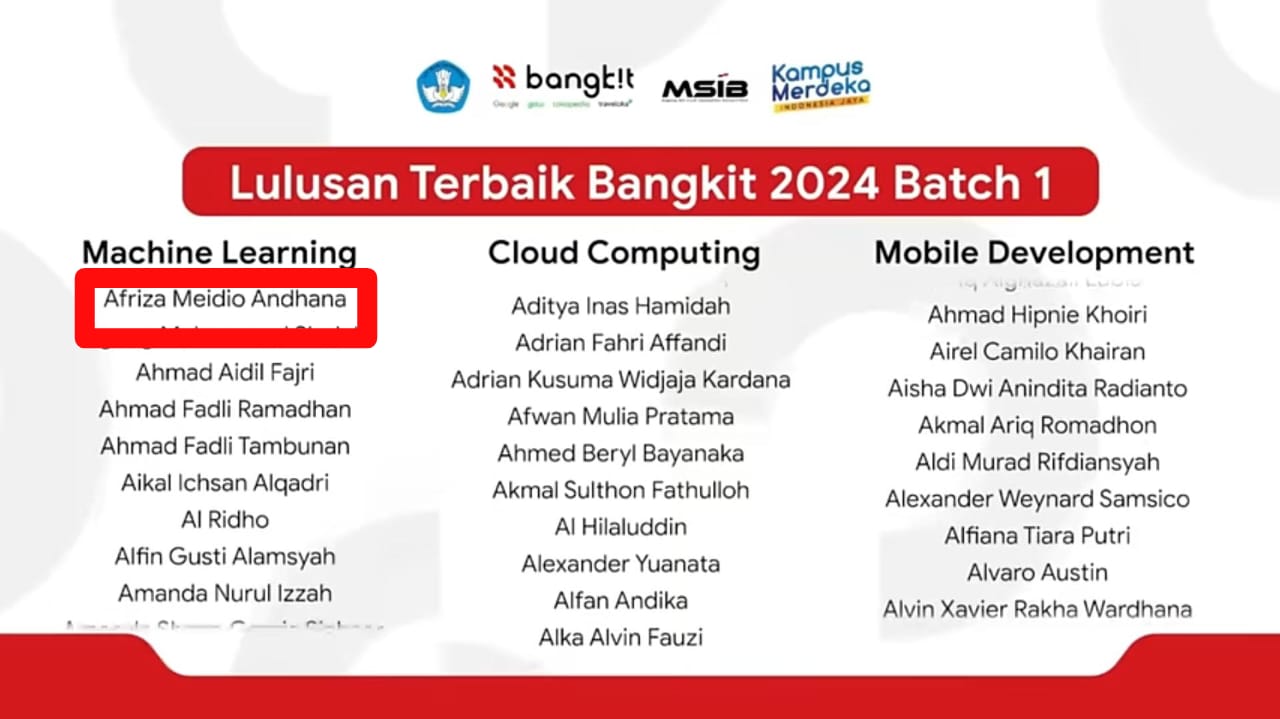 bangk!t
Google goto tokopedia traveloka
MSIB
Kampus
Merdeka
INDONESIA JAYA
Lulusan Terbaik Bangkit 2024 Batch 1
Machine Learning
Afriza Meidio Andhana
Ahmad Aidil Fajri
Ahmad Fadli Ramadhan
Ahmad Fadli Tambunan
Aikal Ichsan Alqadri
Al Ridho
Alfin Gusti Alamsyah
Amanda Nurul Izzah
Cloud Computing
Aditya Inas Hamidah
Adrian Fahri Affandi
Adrian Kusuma Widjaja Kardana
Afwan Mulia Pratama
Ahmed Beryl Bayanaka
Akmal Sulthon Fathulloh
Al Hilaluddin
Alexander Yuanata
Alfan Andika
Alka Alvin Fauzi
Mobile Development
Ahmad Hipnie Khoiri
Airel Camilo Khairan
Aisha Dwi Anindita Radianto
Akmal Ariq Romadhon
Aldi Murad Rifdiansyah
Alexander Weynard Samsico
Alfiana Tiara Putri
Alvaro Austin
Alvin Xavier Rakha Wardhana